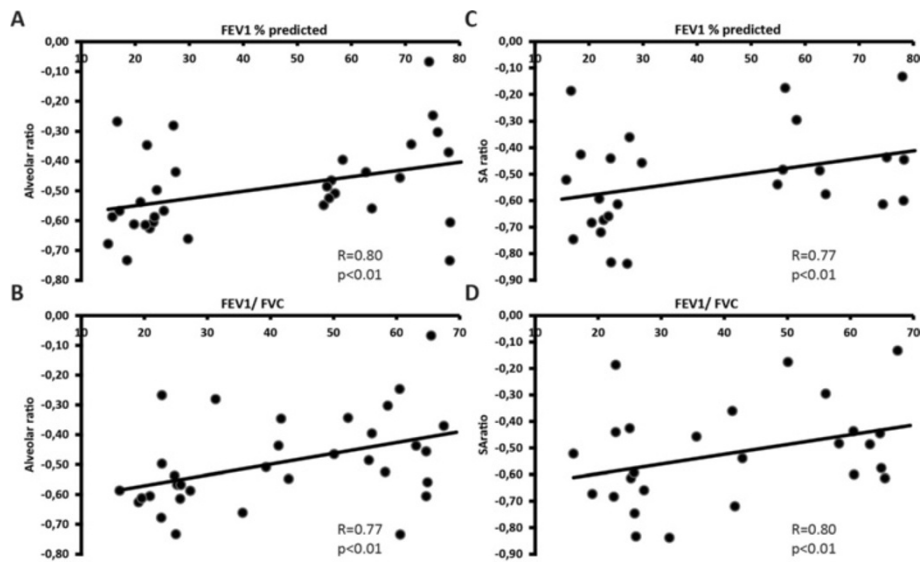 A
FEV1 % predicted
0,00
10 20 30 40 50 60 70 80
-0,10
-0,20
-0,30
-0,40
-0,50
-0,60
-0,70
-0,80
Alveolar ratio
R=0.80
p<0.01
B
FEV1/ FVC
0,00
10 20 30 40 50 60 70
-0,10
-0,20
-0,30
-0,40
-0,50
-0,60
-0,70
-0,80
Alveolar ratio
R=0.77
p<0.01
C
FEV1 % predicted
0,00
10 20 30 40 50 60 70 80
-0,10
-0,20
-0,30
-0,40
-0,50
-0,60
-0,70
-0,80
-0,90
SA ratio
R=0.77
p<0.01
D
FEV1/ FVC
0,00
10 20 30 40 50 60 70
-0,10
-0,20
-0,30
-0,40
-0,50
-0,60
-0,70
-0,80
-0,90
SAratio
R=0.80
p<0.01